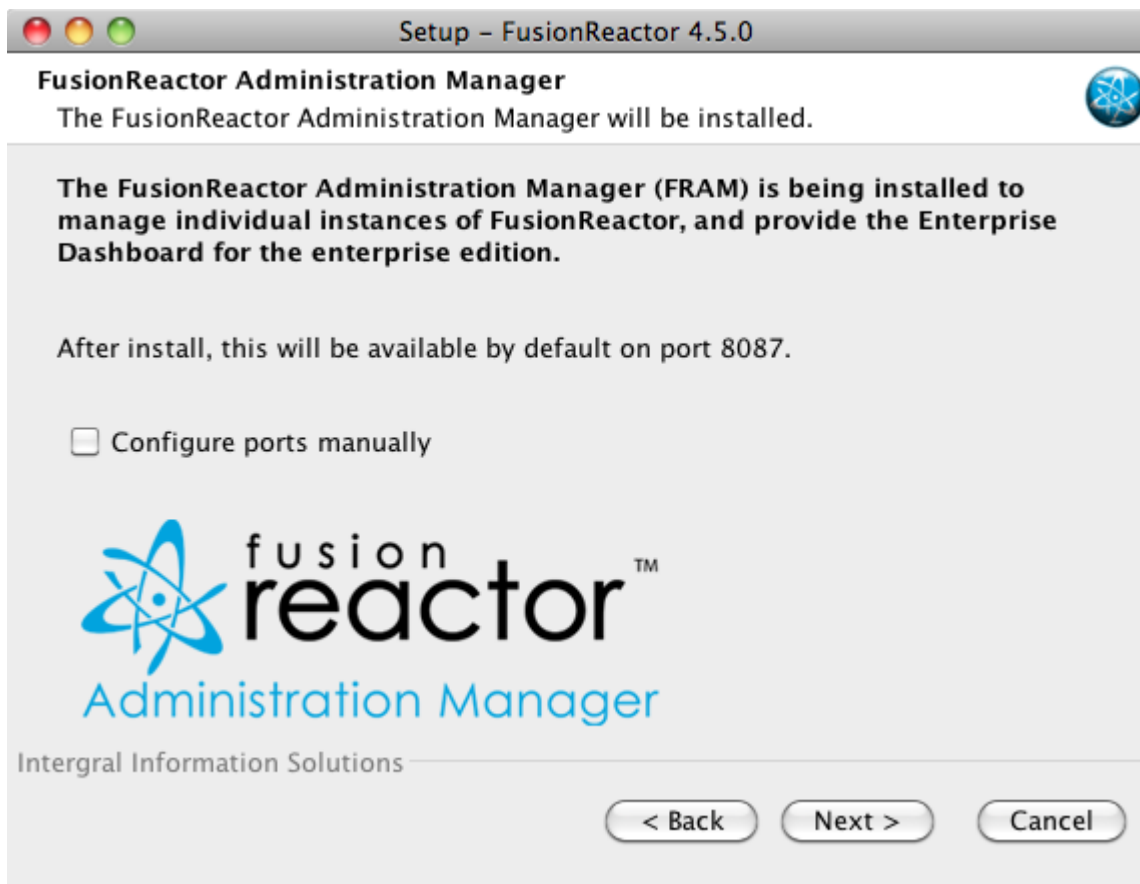 Setup – FusionReactor 4.5.0
FusionReactor Administration Manager
The FusionReactor Administration Manager will be installed.
The FusionReactor Administration Manager (FRAM) is being installed to
manage individual instances of FusionReactor, and provide the Enterprise
Dashboard for the enterprise edition.
After install, this will be available by default on port 8087.
Configure ports manually
fusion
reactor™
Administration Manager
Intergral Information Solutions
< Back Next > Cancel